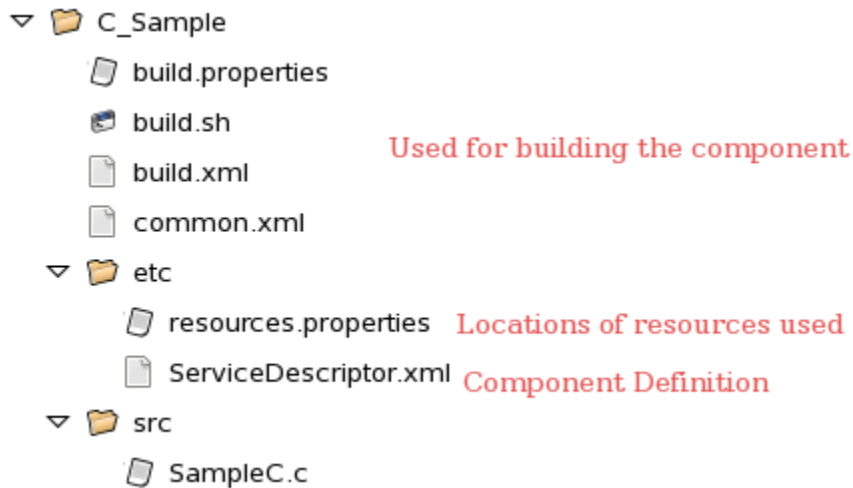 C_Sample
build.properties
build.sh
Used for building the component
build.xml
common.xml
etc
resources.properties Locations of resources used
ServiceDescriptor.xml Component Definition
src
SampleC.c